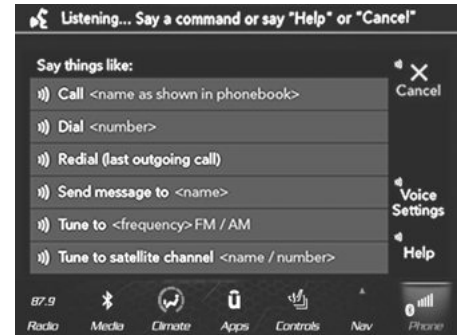 Listening... Say a command or say "Help" or "Cancel"
Say things like:
Call <name as shown in phonebook>
Dial <number>
Redial (last outgoing call)
Send message to <name>
Tune to <frequency> FM / AM
Tune to satellite channel <name / number>
Cancel
Voice
Settings
Help
87.9
0
Radio Media Climate Apps Controls Nav Phone